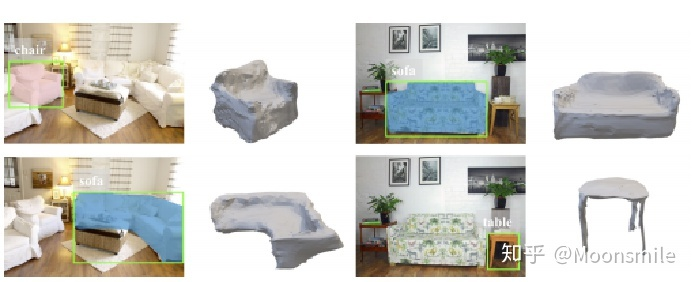 chair
sofa
sofa
table
知乎 @Moonsmile